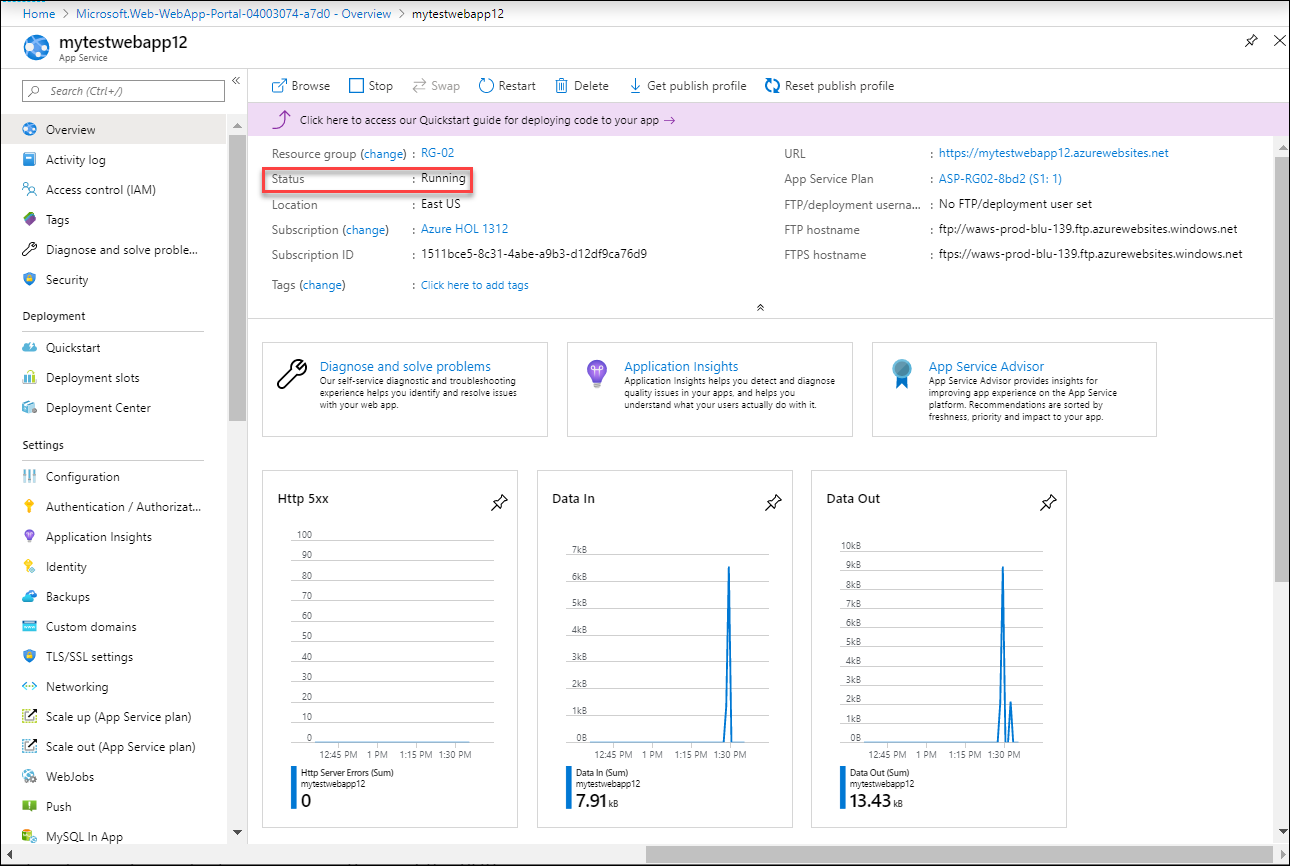 Home > Microsoft.Web-WebApp-Portal-04003074-a7d0 - Overview > mytestwebapp12
mytestwebapp12
App Service
Search (Ctrl+/)
«
Overview
Activity log
Access control (IAM)
Tags
Diagnose and solve proble...
Security
Deployment
Quickstart
Deployment slots
Deployment Center
Settings
Configuration
Authentication / Authorizat...
Application Insights
Identity
Backups
Custom domains
TLS/SSL settings
Networking
Scale up (App Service plan)
Scale out (App Service plan)
WebJobs
Push
MySQL In App
Browse Stop Swap Restart Delete Get publish profile Reset publish profile
Click here to access our Quickstart guide for deploying code to your app →
Resource group (change) : RG-02
Status : Running
Location : East US
Subscription (change) : Azure HOL 1312
Subscription ID : 1511bce5-8c31-4abe-a9b3-d12df9ca76d9
Tags (change) : Click here to add tags
URL : https://mytestwebapp12.azurewebsites.net
App Service Plan : ASP-RG02-8bd2 (S1: 1)
FTP/deployment userna... : No FTP/deployment user set
FTP hostname : ftp://waws-prod-blu-139.ftp.azurewebsites.windows.net
FTPS hostname : ftps://waws-prod-blu-139.ftp.azurewebsites.windows.net
Diagnose and solve problems
Our self-service diagnostic and troubleshooting
experience helps you identify and resolve issues
with your web app.
Application Insights
Application Insights helps you detect and diagnose
quality issues in your apps, and helps you
understand what your users actually do with it.
App Service Advisor
App Service Advisor provides insights for
improving app experience on the App Service
platform. Recommendations are sorted by
freshness, priority and impact to your app.
Http 5xx
100
90
80
70
60
50
40
30
20
10
0
12:45 PM 1 PM 1:15 PM 1:30 PM
Http Server Errors (Sum)
mytestwebapp12
0
Data In
7kB
6kB
5kB
4kB
3kB
2kB
1kB
0B
12:45 PM 1 PM 1:15 PM 1:30 PM
Data In (Sum)
mytestwebapp12
7.91 kB
Data Out
10kB
9kB
8kB
7kB
6kB
5kB
4kB
3kB
2kB
1kB
0B
12:45 PM 1 PM 1:15 PM 1:30 PM
Data Out (Sum)
mytestwebapp12
13.43 kB